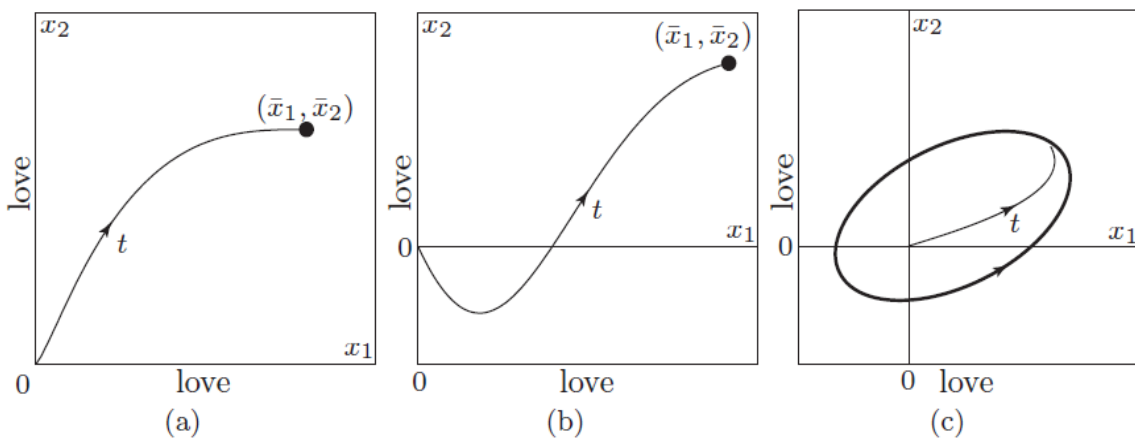 x₂
(x̄₁, x̄₂)
love
t
x₁
0
love
(a)
x₂
(x̄₁, x̄₂)
love
0
t
x₁
0
love
(b)
x₂
love
0
t
x₁
0
love
(c)